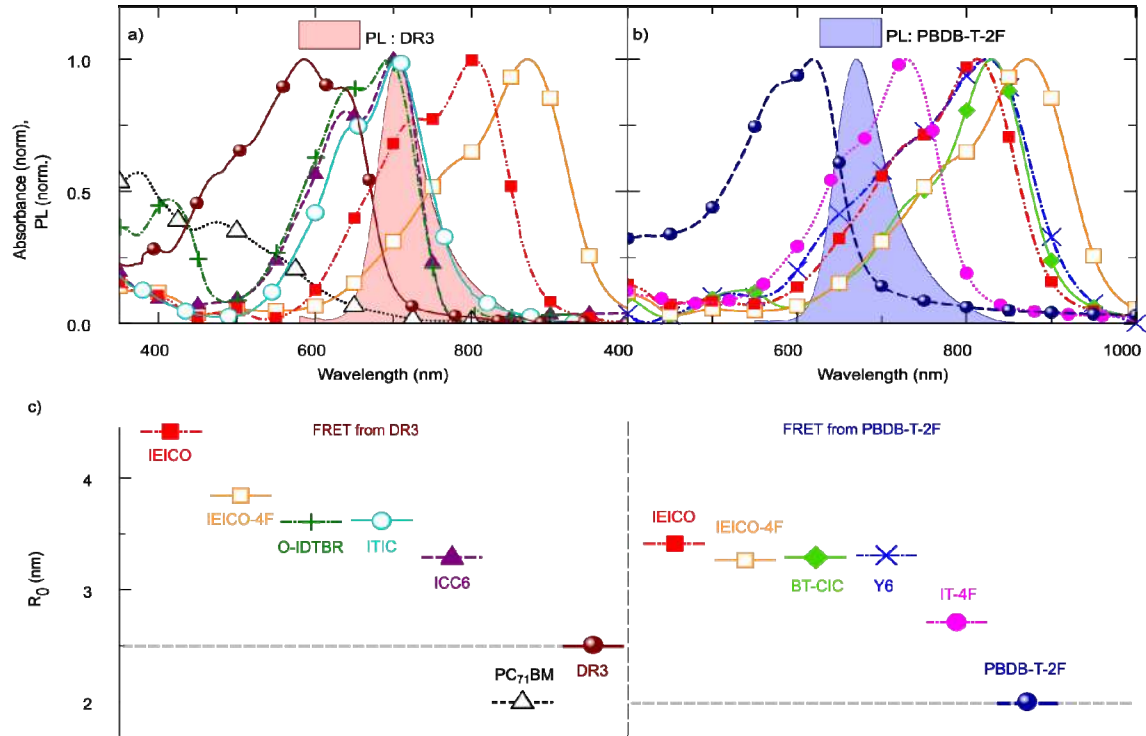 a)
PL : DR3
b)
PL: PBDB-T-2F
Absorbance (norm),
PL (norm.)
1.0
0.5
0.0
400
600
800
600
800
1000
Wavelength (nm)
Wavelength (nm)
c)
FRET from DR3
FRET from PBDB-T-2F
R0 (nm)
4
3
2
IEICO
IEICO-4F
O-IDTBR
ITIC
ICC6
PC71BM
DR3
IEICO
IEICO-4F
BT-CIC
Y6
IT-4F
PBDB-T-2F